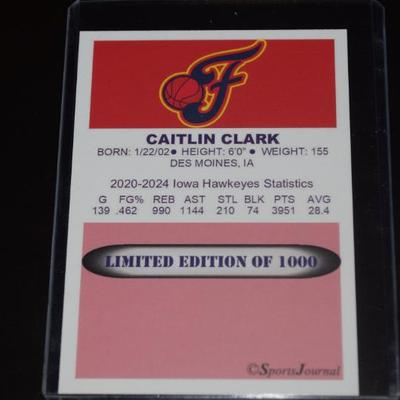 F
CAITLIN CLARK
BORN: 1/22/02● HEIGHT: 6'0" ● WEIGHT: 155
DES MOINES, IA
2020-2024 Iowa Hawkeyes Statistics
G FG% REB AST STL BLK PTS AVG
139 .462 990 1144 210 74 3951 28.4
LIMITED EDITION OF 1000
©SportsJournal